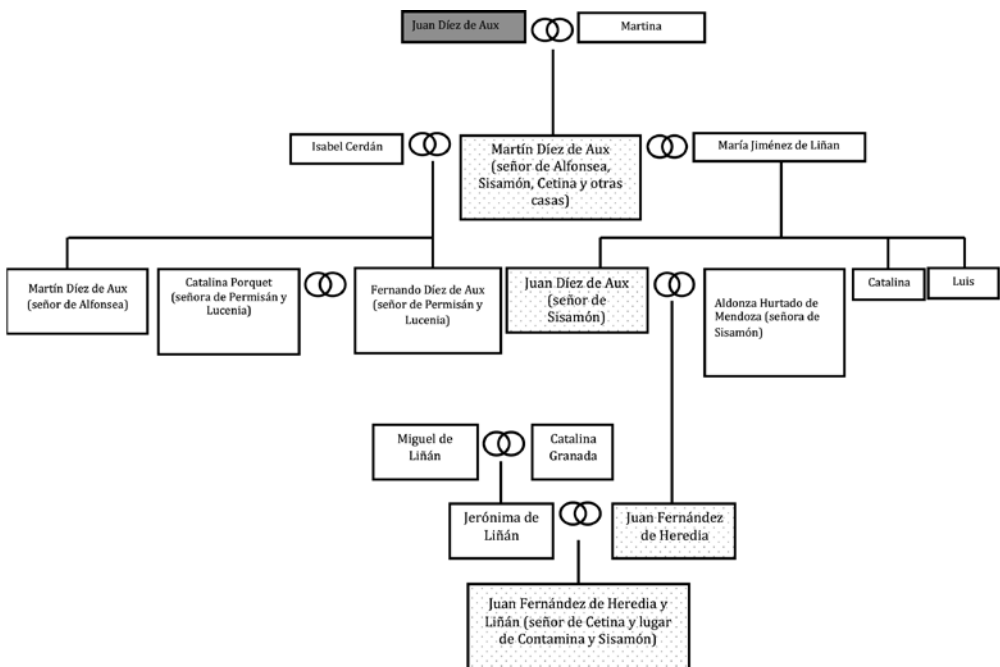 Juan Díez de Aux
Martina
Isabel Cerdán
Martín Díez de Aux
(señor de Alfonsea,
Sisamón, Cetina y otras
casas)
María Jiménez de Liñan
Martín Díez de Aux
(señor de Alfonsea)
Catalina Porquet
(señora de Permisán y
Lucenia)
Fernando Díez de Aux
(señor de Permisán y
Lucenia)
Juan Díez de Aux
(señor de
Sisamón)
Aldonza Hurtado de
Mendoza (señora de
Sisamón)
Catalina
Luis
Miguel de
Liñán
Catalina
Granada
Jerónima de
Liñán
Juan Fernández
de Heredia
Juan Fernández de Heredia y
Liñán (señor de Cetina y lugar
de Contamina y Sisamón)